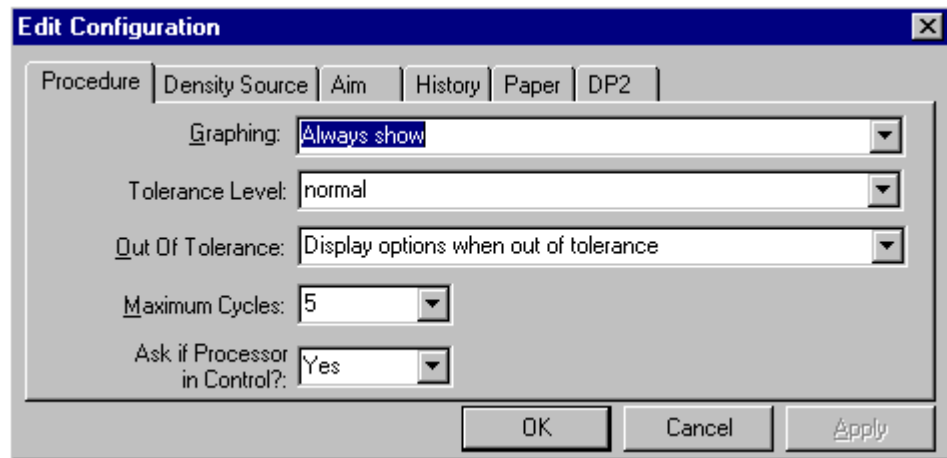 Edit Configuration
Procedure Density Source Aim History Paper DP2
Graphing: Always show
Tolerance Level: normal
Out Of Tolerance: Display options when out of tolerance
Maximum Cycles: 5
Ask if Processor
in Control?: Yes
OK Cancel Apply